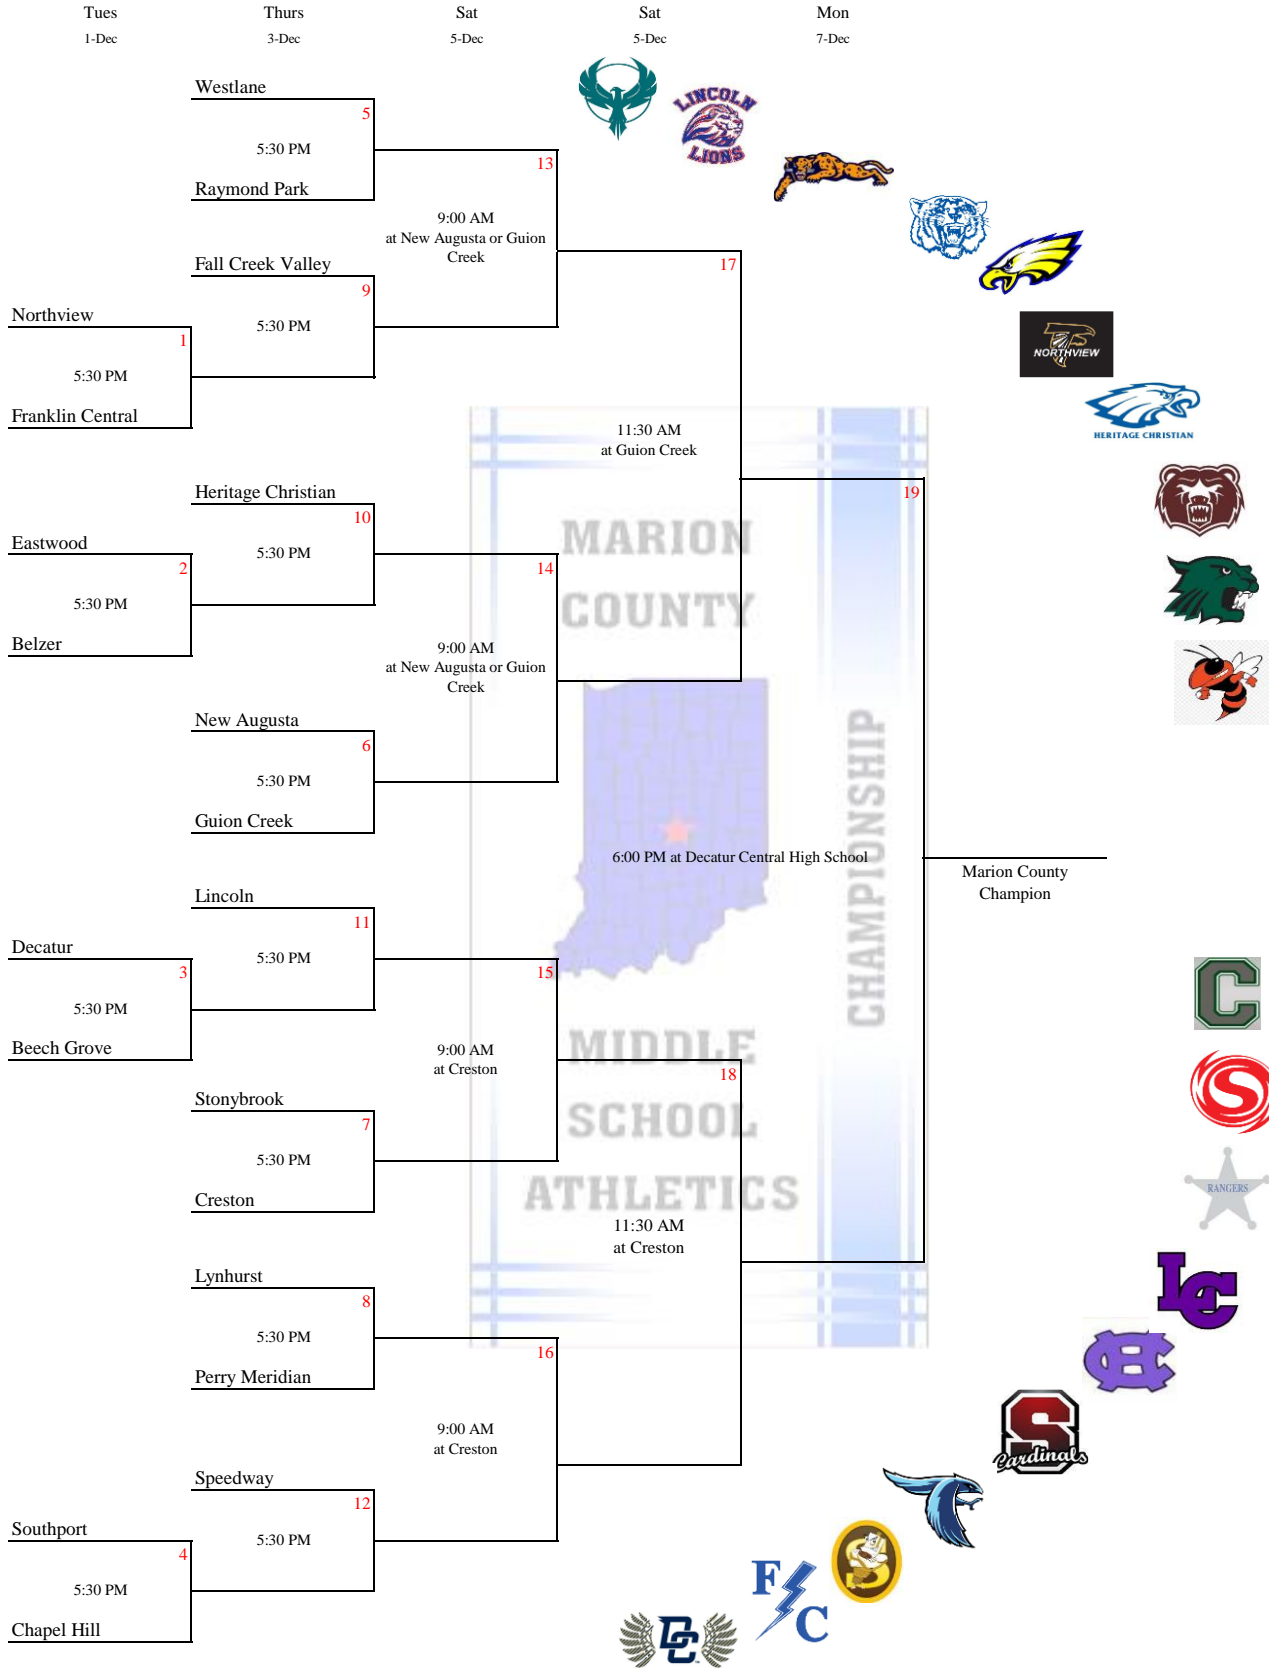 Tues
Thurs
Sat
Sat
Mon
1-Dec
3-Dec
5-Dec
5-Dec
7-Dec
Westlane
5
5:30 PM
Raymond Park
13
9:00 AM
at New Augusta or Guion
Creek
Fall Creek Valley
9
5:30 PM
Northview
1
5:30 PM
Franklin Central
17
11:30 AM
at Guion Creek
Heritage Christian
10
5:30 PM
Eastwood
2
5:30 PM
Belzer
14
9:00 AM
at New Augusta or Guion
Creek
New Augusta
6
5:30 PM
Guion Creek
19
6:00 PM at Decatur Central High School
Marion County
Champion
Lincoln
11
5:30 PM
Decatur
3
5:30 PM
Beech Grove
15
9:00 AM
at Creston
Stonybrook
7
5:30 PM
Creston
18
11:30 AM
at Creston
Lynhurst
8
5:30 PM
Perry Meridian
16
9:00 AM
at Creston
Speedway
12
5:30 PM
Southport
4
5:30 PM
Chapel Hill
MARION
COUNTY
CHAMPIONSHIP
MIDDLE
SCHOOL
ATHLETICS
LINCOLN
LIONS
NORTHVIEW
HERITAGE CHRISTIAN
C
S
RANGERS
LC
CH
S
Cardinals
S
F
C
DC